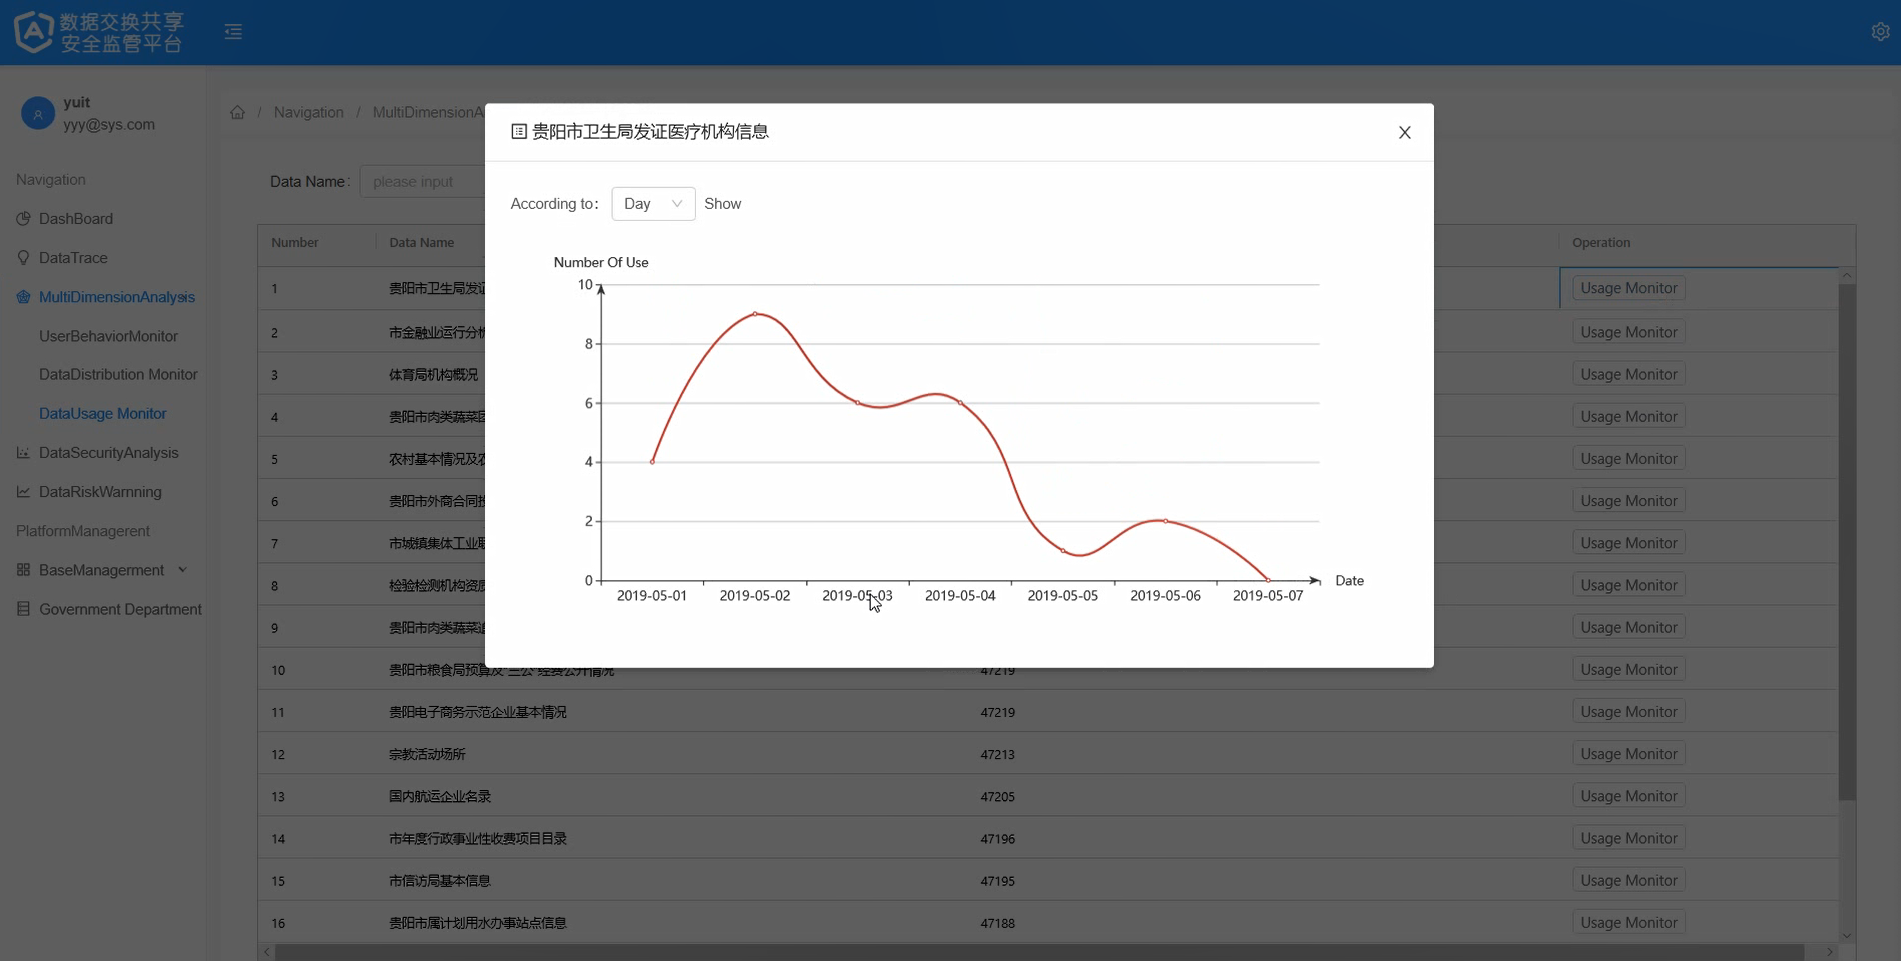 数据交换共享
安全监管平台
yuit
yyy@sys.com
Navigation
DashBoard
DataTrace
MultiDimensionAnalysis
UserBehaviorMonitor
DataDistribution Monitor
DataUsage Monitor
DataSecurityAnalysis
DataRiskWarnning
PlatformManagerent
BaseManagerment
Government Department
/ Navigation / MultiDimensionA
Data Name: please input
Number Data Name Operation
1 贵阳市卫生局发证 Usage Monitor
2 市金融业运行分析 Usage Monitor
3 体育局机构概况 Usage Monitor
4 贵阳市肉类蔬菜 Usage Monitor
5 农村基本情况及农 Usage Monitor
6 贵阳市外商合同投 Usage Monitor
7 市城镇集体工业 Usage Monitor
8 检验检测机构资质 Usage Monitor
9 贵阳市肉类蔬菜追 Usage Monitor
10 贵阳市粮食局预算及“三公”经费公开情况 47219 Usage Monitor
11 贵阳电子商务示范企业基本情况 47219 Usage Monitor
12 宗教活动场所 47213 Usage Monitor
13 国内航运企业名录 47205 Usage Monitor
14 市年度行政事业性收费项目目录 47196 Usage Monitor
15 市信访局基本信息 47195 Usage Monitor
16 贵阳市属计划用水办事站点信息 47188 Usage Monitor
贵阳市卫生局发证医疗机构信息
According to: Day Show
Number Of Use
10
8
6
4
2
0
Date
2019-05-01 2019-05-02 2019-05-03 2019-05-04 2019-05-05 2019-05-06 2019-05-07